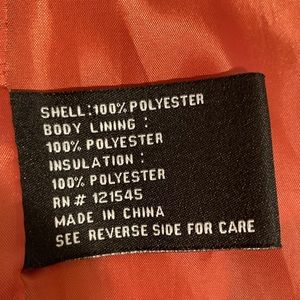 SHELL:100% POLYESTER
BODY LINING :
100% POLYESTER
INSULATION :
100% POLYESTER
RN# 121545
MADE IN CHINA
SEE REVERSE SIDE FOR CARE